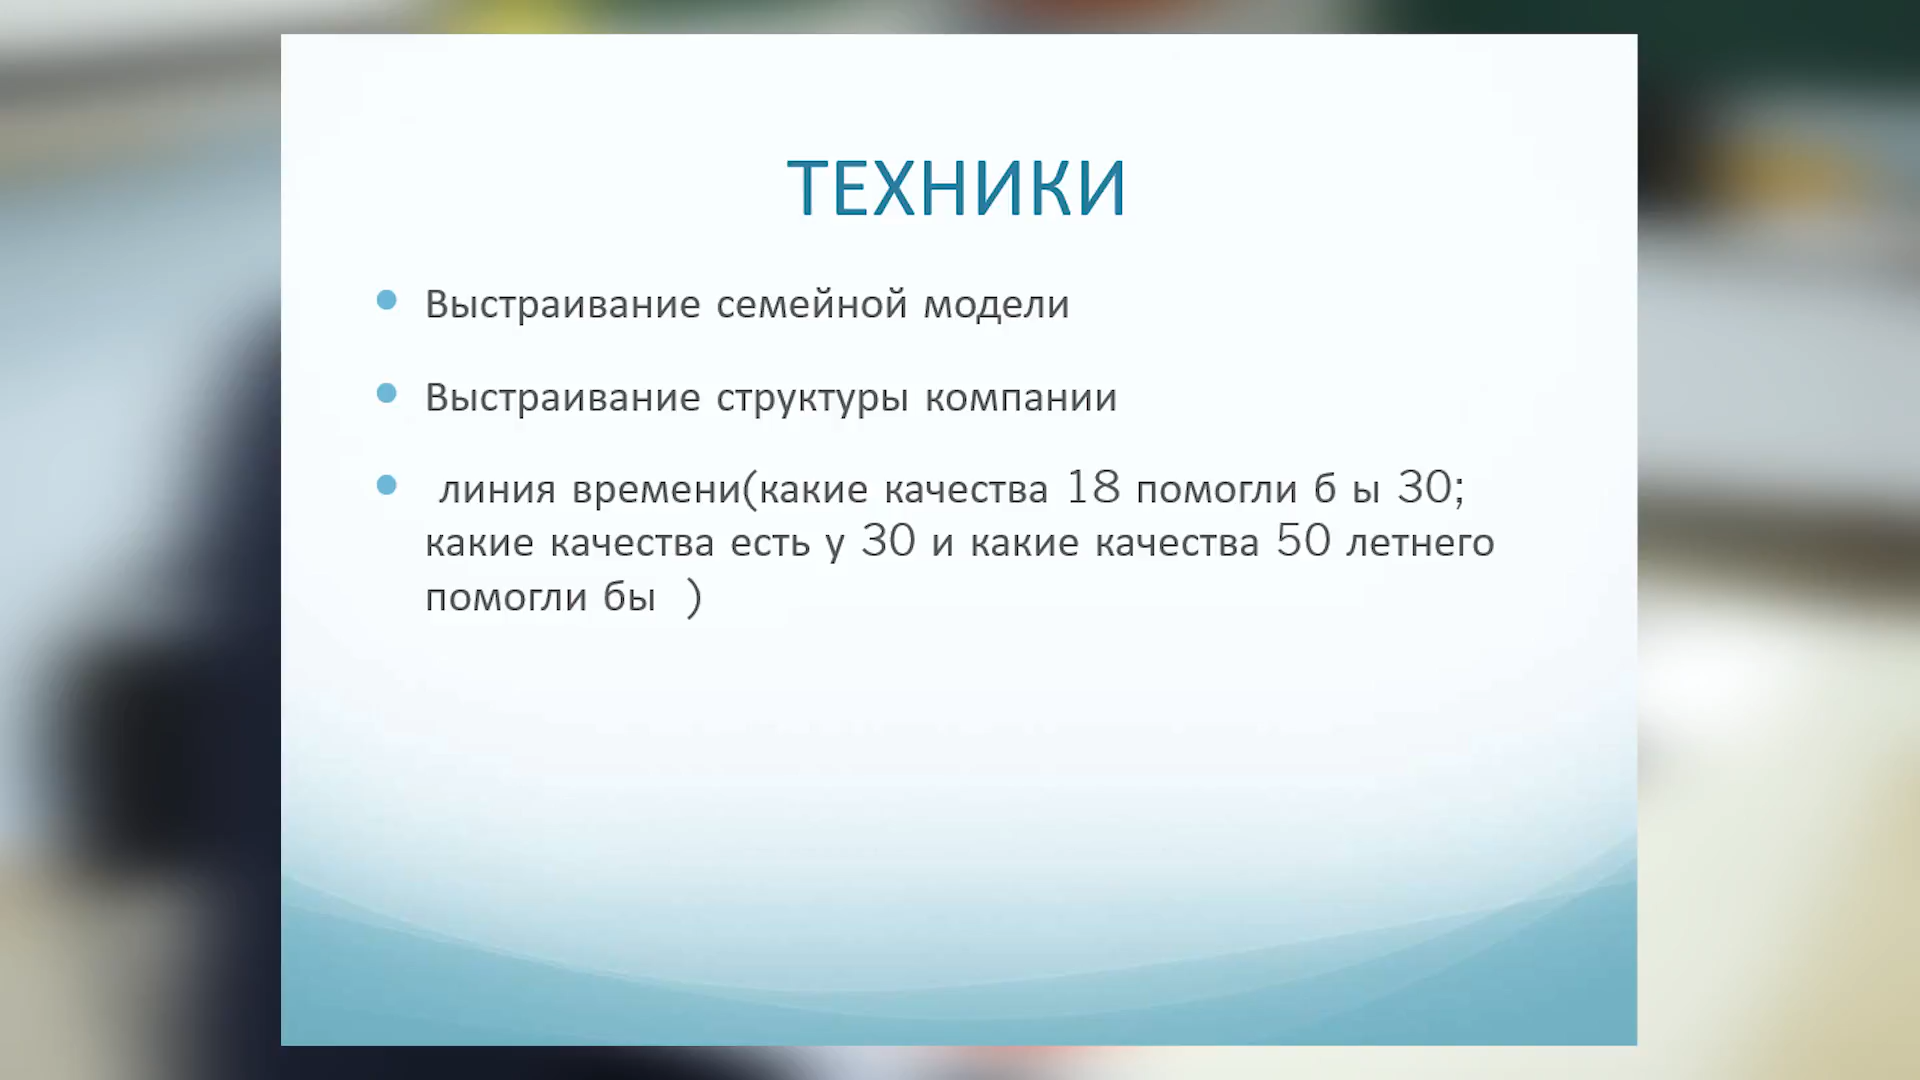 ТЕХНИКИ
Выстраивание семейной модели
Выстраивание структуры компании
линия времени(какие качества 18 помогли б ы 30;
какие качества есть у 30 и какие качества 50 летнего
помогли бы )